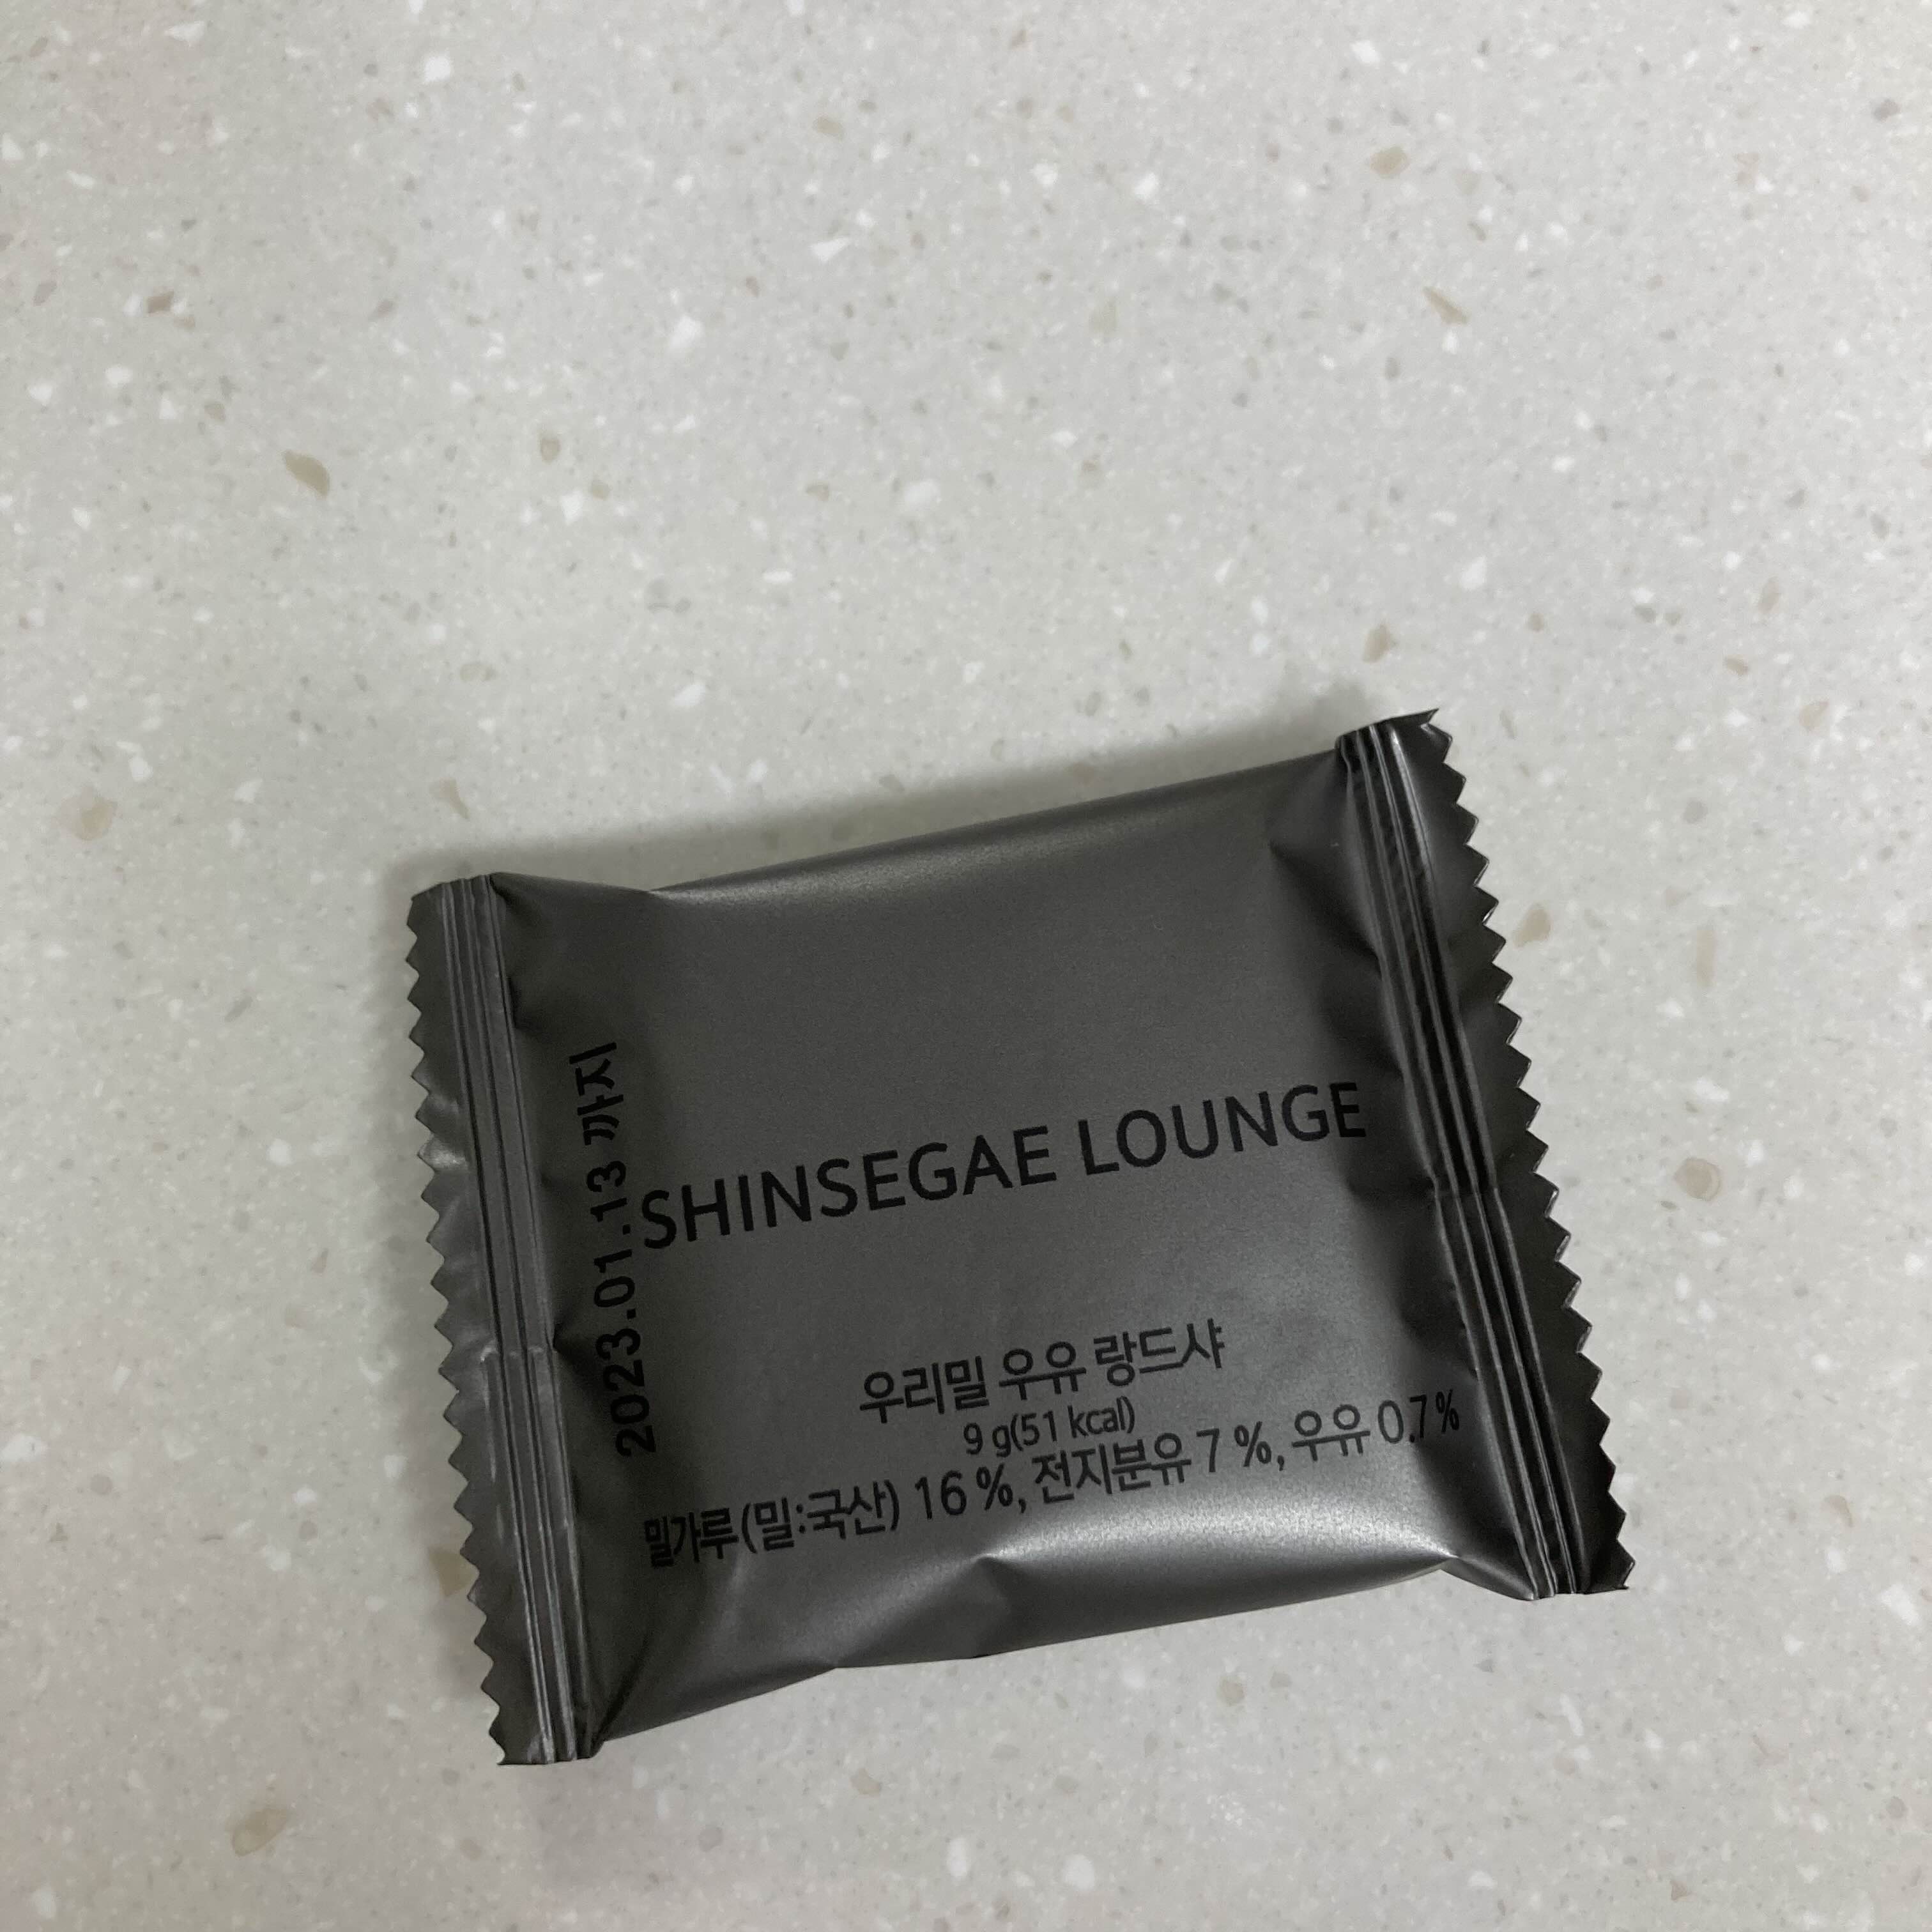 2023.01.13 까지
SHINSEGAE LOUNGE
우리밀 우유 랑드샤
9 g(51 kcal)
밀가루(밀:국산) 16 %, 전지분유 7 %, 우유 0.7 %